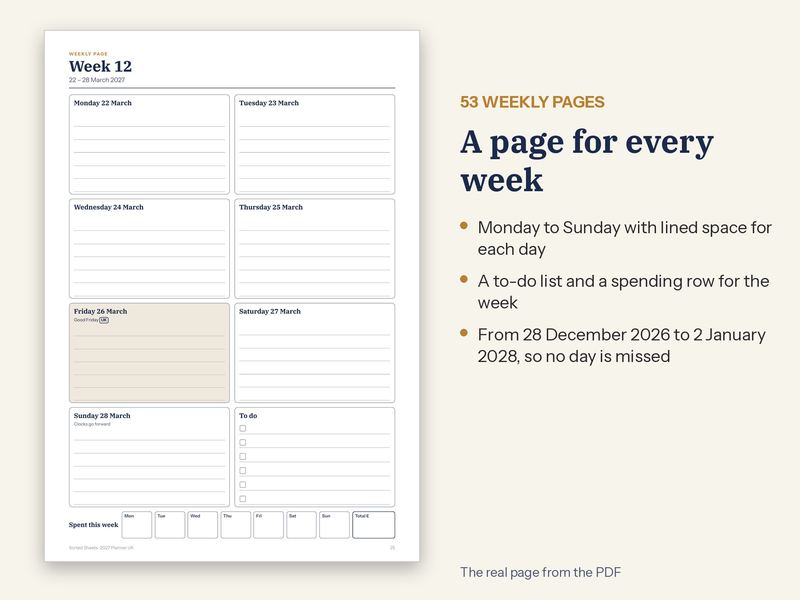 WEEKLY PAGE
Week 12
22 – 28 March 2027
Monday 22 March
Tuesday 23 March
Wednesday 24 March
Thursday 25 March
Friday 26 March
Good Friday UK
Saturday 27 March
Sunday 28 March
Clocks go forward
To do
Spent this week
Mon
Tue
Wed
Thu
Fri
Sat
Sun
Total £
Sorted Sheets · 2027 Planner UK
53 WEEKLY PAGES
A page for every
week
Monday to Sunday with lined space for
each day
A to-do list and a spending row for the
week
From 28 December 2026 to 2 January
2028, so no day is missed
The real page from the PDF